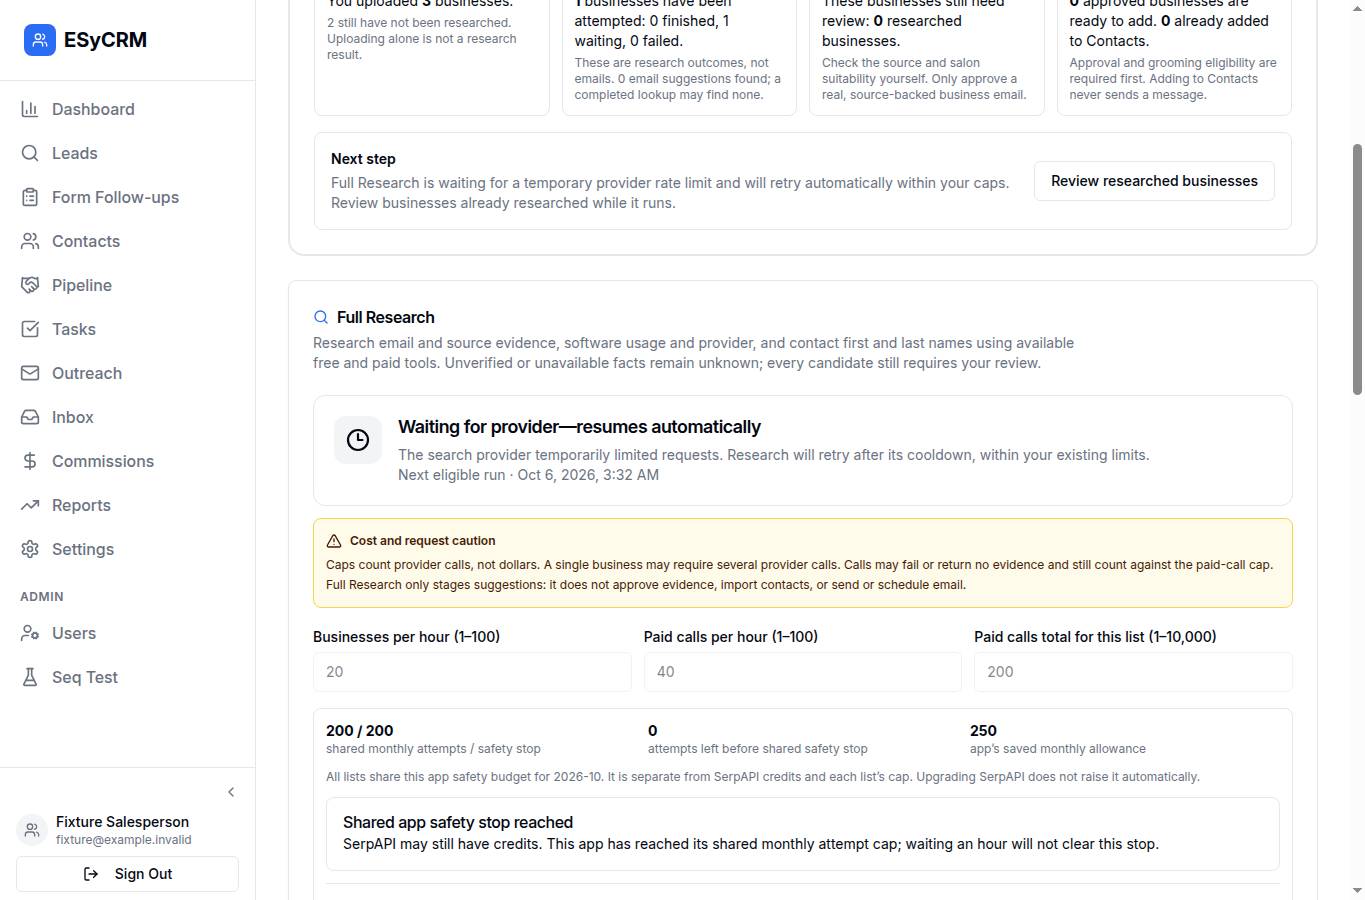 ESyCRM
Dashboard
Leads
Form Follow-ups
Contacts
Pipeline
Tasks
Outreach
Inbox
Commissions
Reports
Settings
ADMIN
Users
Seq Test
Fixture Salesperson
fixture@example.invalid
Sign Out
You uploaded 3 businesses.
2 still have not been researched.
Uploading alone is not a research
result.
1 businesses have been
attempted: 0 finished, 1
waiting, 0 failed.
These are research outcomes, not
emails. 0 email suggestions found; a
completed lookup may find none.
These businesses still need
review: 0 researched
businesses.
Check the source and salon
suitability yourself. Only approve a
real, source-backed business email.
0 approved businesses are
ready to add. 0 already added
to Contacts.
Approval and grooming eligibility are
required first. Adding to Contacts
never sends a message.
Next step
Full Research is waiting for a temporary provider rate limit and will retry automatically within your caps.
Review businesses already researched while it runs.
Review researched businesses
Full Research
Research email and source evidence, software usage and provider, and contact first and last names using available
free and paid tools. Unverified or unavailable facts remain unknown; every candidate still requires your review.
Waiting for provider—resumes automatically
The search provider temporarily limited requests. Research will retry after its cooldown, within your existing limits.
Next eligible run · Oct 6, 2026, 3:32 AM
Cost and request caution
Caps count provider calls, not dollars. A single business may require several provider calls. Calls may fail or return no evidence and still count against the paid-call cap.
Full Research only stages suggestions: it does not approve evidence, import contacts, or send or schedule email.
Businesses per hour (1–100)
20
Paid calls per hour (1–100)
40
Paid calls total for this list (1–10,000)
200
200 / 200
shared monthly attempts / safety stop
0
attempts left before shared safety stop
250
app's saved monthly allowance
All lists share this app safety budget for 2026-10. It is separate from SerpAPI credits and each list's cap. Upgrading SerpAPI does not raise it automatically.
Shared app safety stop reached
SerpAPI may still have credits. This app has reached its shared monthly attempt cap; waiting an hour will not clear this stop.